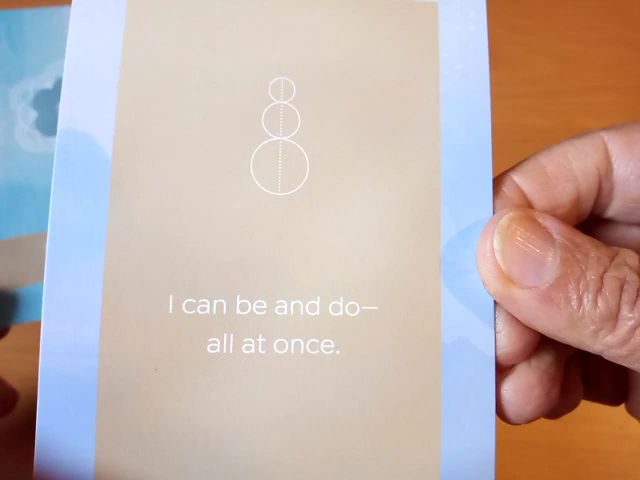 I can be and do—
all at once.